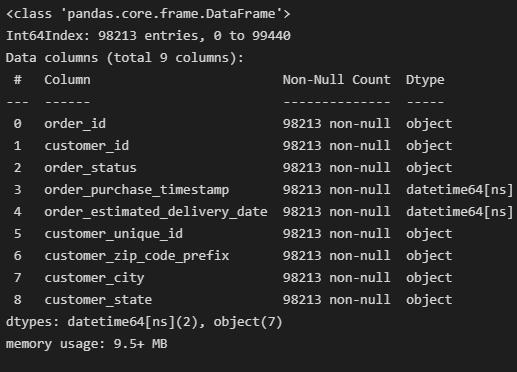 <class 'pandas.core.frame.DataFrame'>
Int64Index: 98213 entries, 0 to 99440
Data columns (total 9 columns):
 #   Column                         Non-Null Count  Dtype
---  ------                         --------------  -----
 0   order_id                       98213 non-null  object
 1   customer_id                    98213 non-null  object
 2   order_status                   98213 non-null  object
 3   order_purchase_timestamp       98213 non-null  datetime64[ns]
 4   order_estimated_delivery_date  98213 non-null  datetime64[ns]
 5   customer_unique_id             98213 non-null  object
 6   customer_zip_code_prefix       98213 non-null  object
 7   customer_city                  98213 non-null  object
 8   customer_state                 98213 non-null  object
dtypes: datetime64[ns](2), object(7)
memory usage: 9.5+ MB